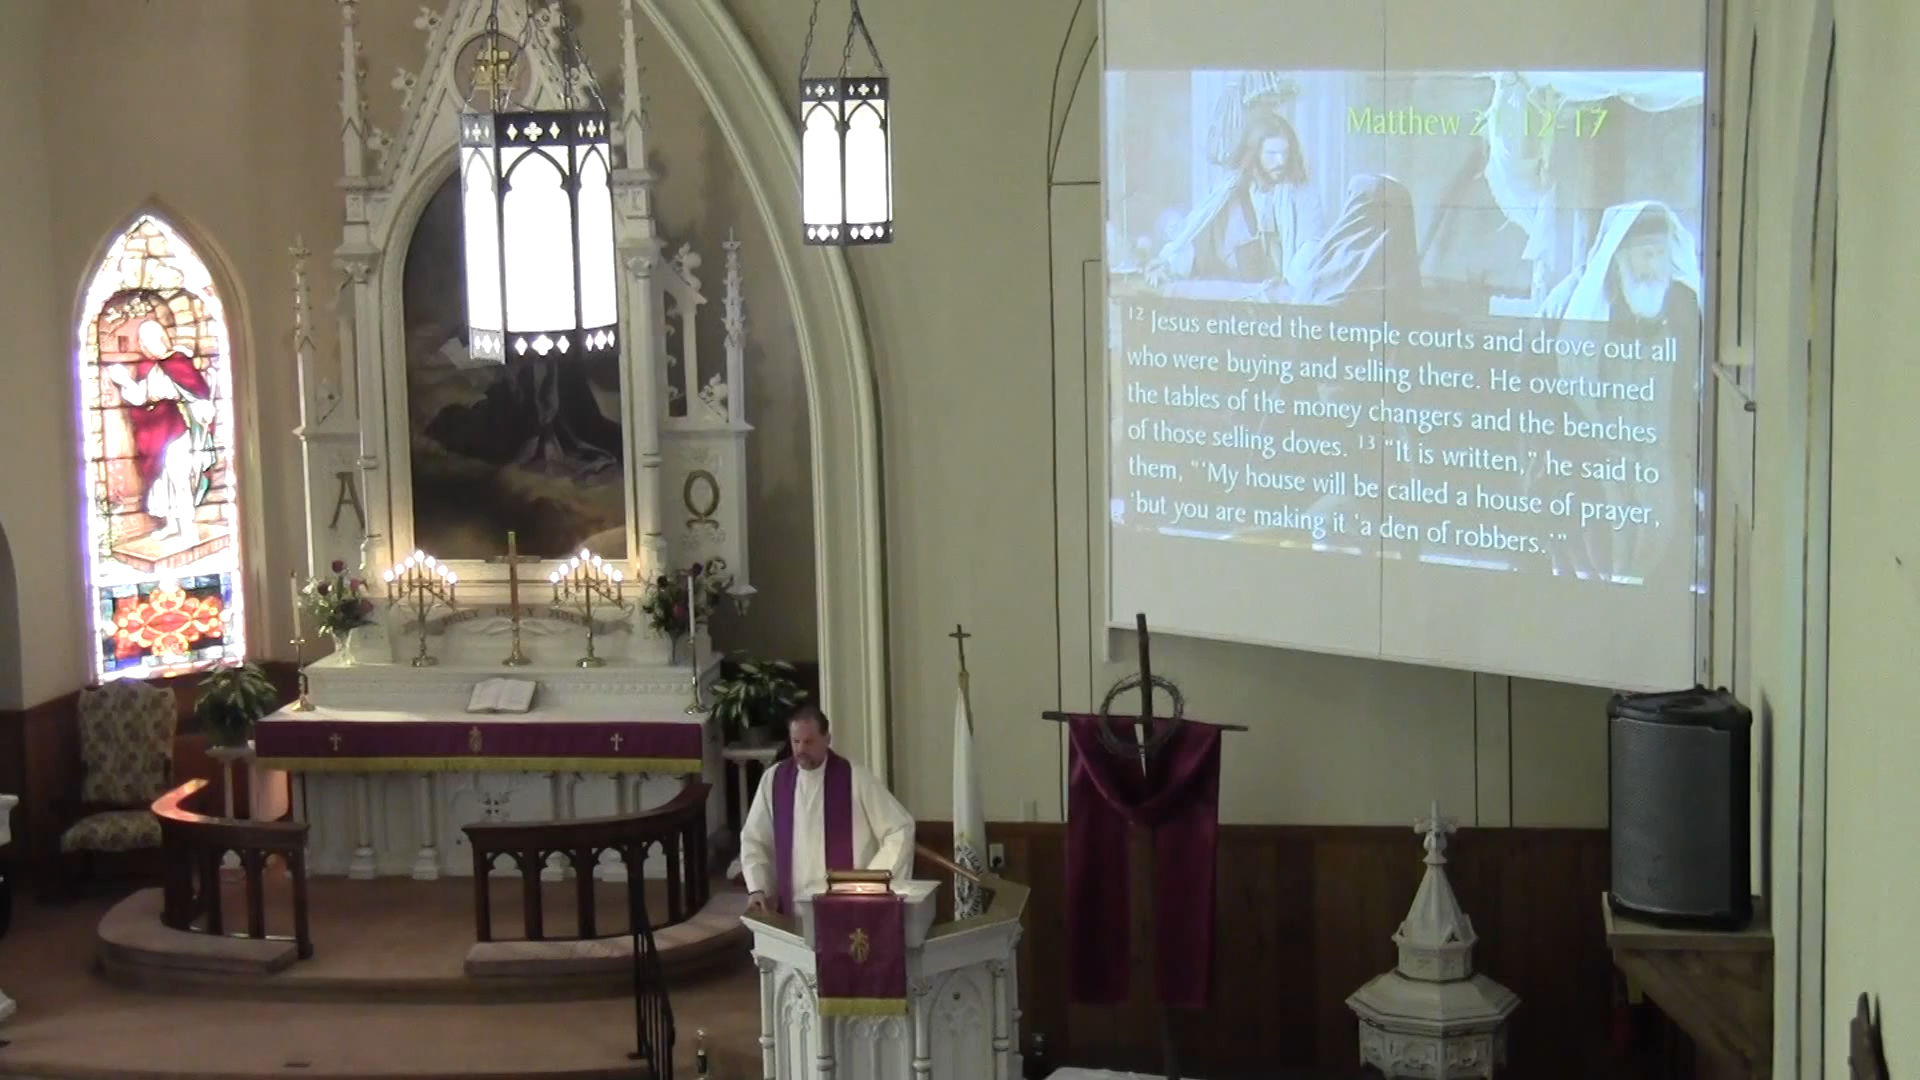 Matthew 21:12-17
12 Jesus entered the temple courts and drove out all
who were buying and selling there. He overturned
the tables of the money changers and the benches
of those selling doves. 13 “It is written,” he said to
them, “‘My house will be called a house of prayer,
‘but you are making it ‘a den of robbers.’”
Α Ω
HOLY HOLY HOLY